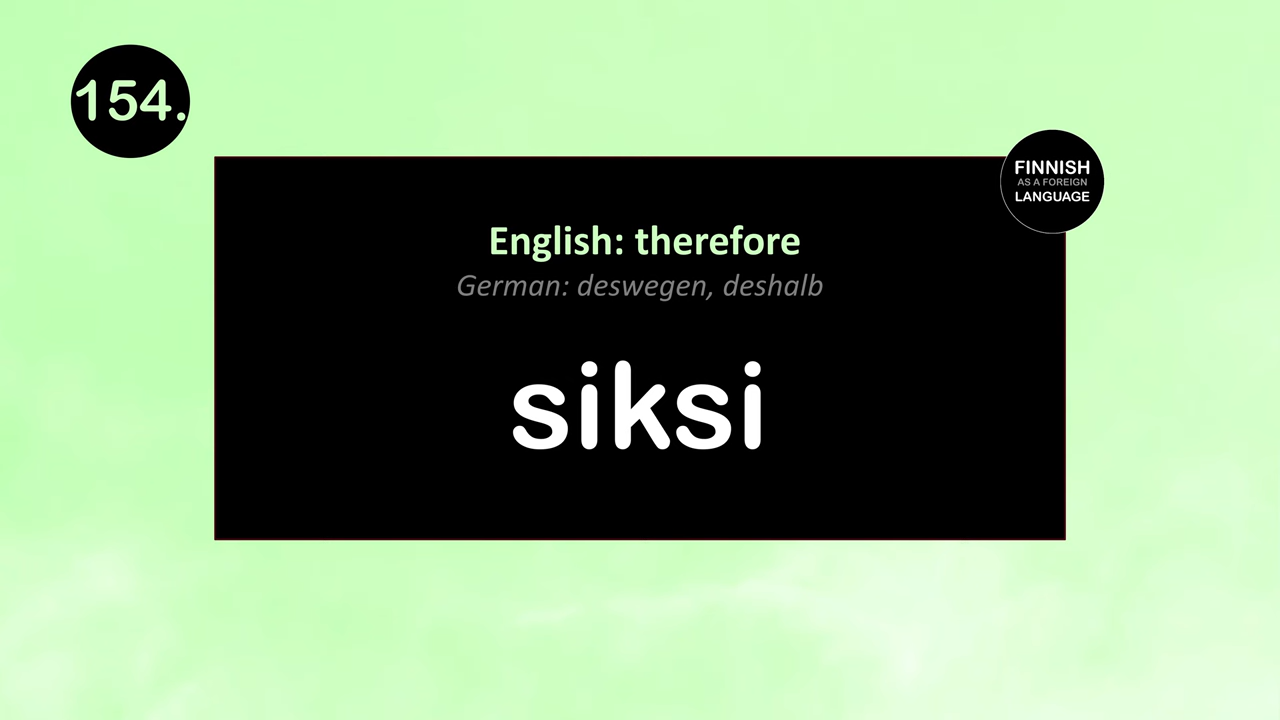 154.
FINNISH
AS A FOREIGN
LANGUAGE
English: therefore
German: deswegen, deshalb
siksi